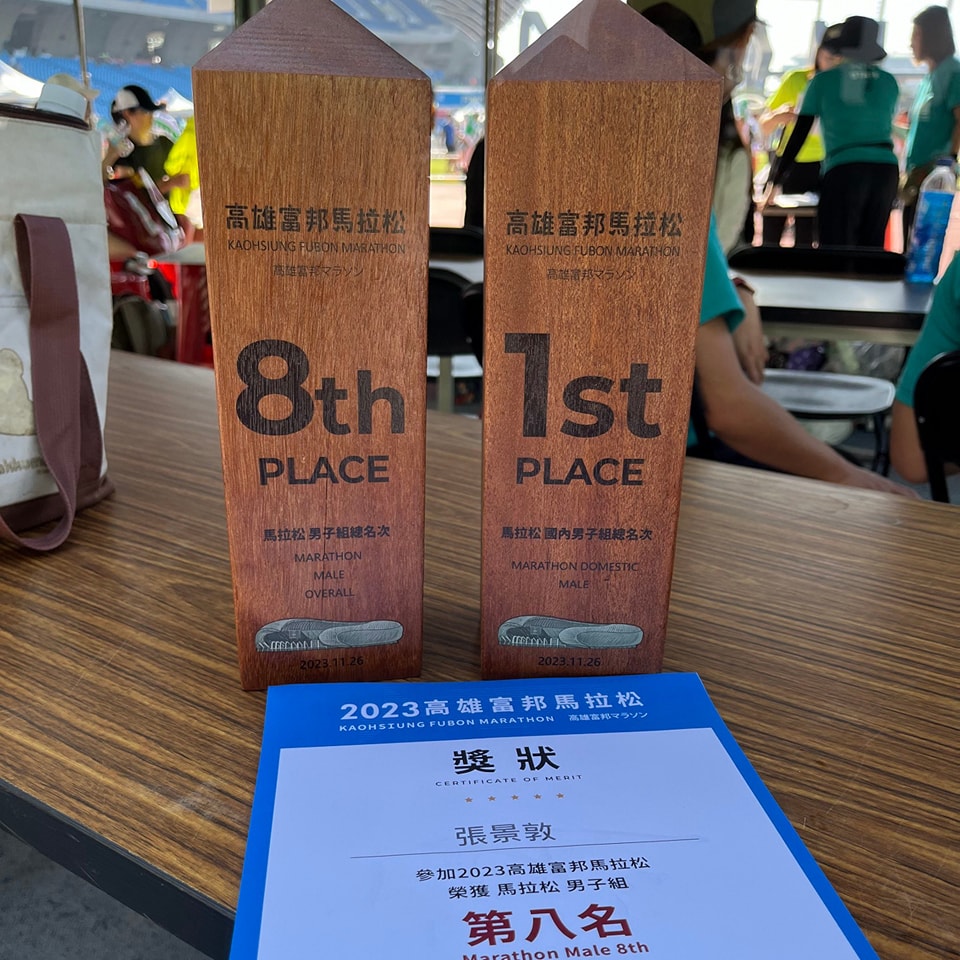 高雄富邦馬拉松
KAOHSIUNG FUBON MARATHON
高雄富邦マラソン
8th
PLACE
馬拉松 男子組總名次
MARATHON
MALE
OVERALL
2023.11.26
高雄富邦馬拉松
KAOHSIUNG FUBON MARATHON
高雄富邦マラソン
1st
PLACE
馬拉松 國內男子組總名次
MARATHON DOMESTIC
MALE
2023.11.26
2023高雄富邦馬拉松
KAOHSIUNG FUBON MARATHON 高雄富邦マラソン
獎 狀
CERTIFICATE OF MERIT
張景敦
參加2023高雄富邦馬拉松
榮獲 馬拉松 男子組
第八名
Marathon Male 8th